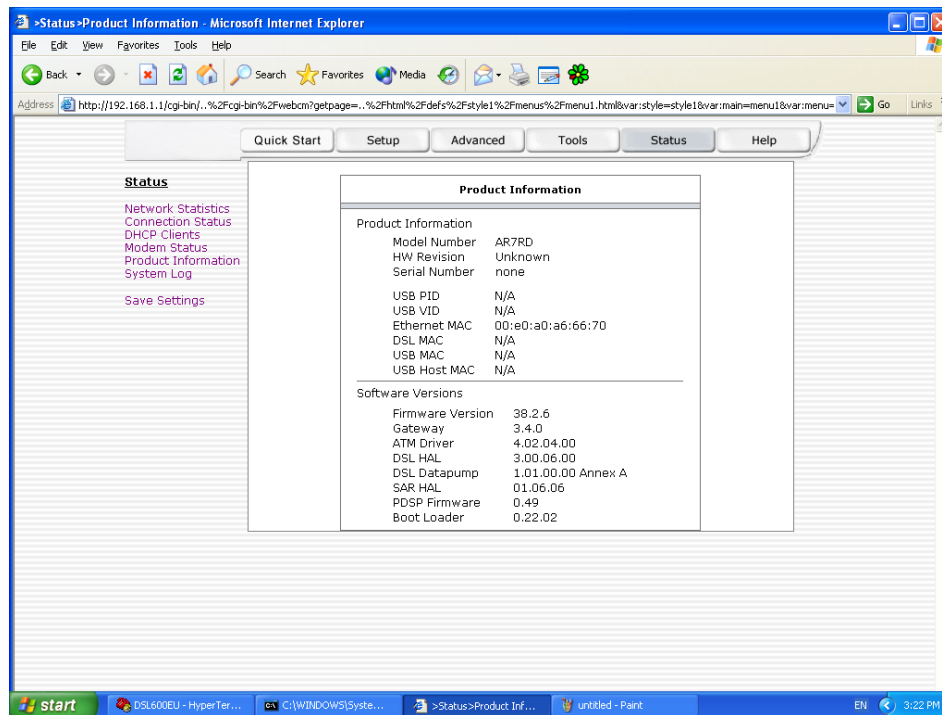 >Status>Product Information - Microsoft Internet Explorer
File Edit View Favorites Tools Help
Back Search Favorites Media
Address http://192.168.1.1/cgi-bin/..%2Fcgi-bin%2Fwebcm?getpage=..%2Fhtml%2Fdefs%2Fstyle1%2Fmenus%2Fmenu1.html&var:style=style1&var:main=menu1&var:menu= Go Links
Quick Start Setup Advanced Tools Status Help
Status
Network Statistics
Connection Status
DHCP Clients
Modem Status
Product Information
System Log
Save Settings
Product Information
Product Information
Model Number AR7RD
HW Revision Unknown
Serial Number none
USB PID N/A
USB VID N/A
Ethernet MAC 00:e0:a0:a6:66:70
DSL MAC N/A
USB MAC N/A
USB Host MAC N/A
Software Versions
Firmware Version 38.2.6
Gateway 3.4.0
ATM Driver 4.02.04.00
DSL HAL 3.00.06.00
DSL Datapump 1.01.00.00 Annex A
SAR HAL 01.06.06
PDSP Firmware 0.49
Boot Loader 0.22.02
start DSL600EU - HyperTer... C:\WINDOWS\Syste... >Status>Product Inf... untitled - Paint EN 3:22 PM